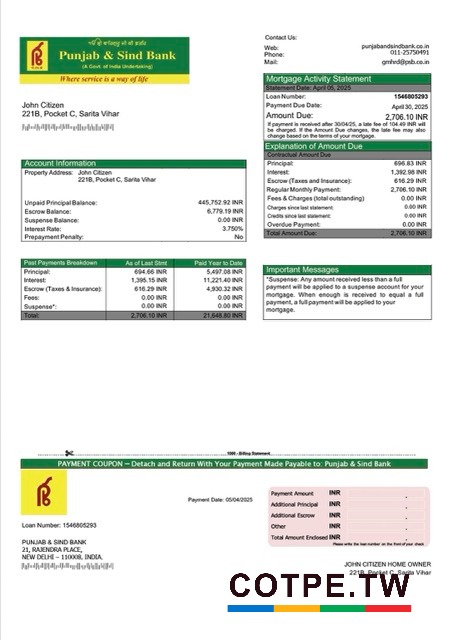 Punjab & Sind Bank
(A Govt. of India Undertaking)
Where service is a way of life
Contact Us:
Web: punjabandsindbank.co.in
Phone: 011-25750491
Mail: gmhrd@psb.co.in
John Citizen
221B, Pocket C, Sarita Vihar
Mortgage Activity Statement
Statement Date: April 05, 2025
Loan Number: 1546805293
Payment Due Date: April 30, 2025
Amount Due: 2,706.10 INR
If payment is received after 30/04/25, a late fee of 104.49 INR will
be charged. If the Amount Due changes, the late fee may also
change based on the terms of your mortgage.
Explanation of Amount Due
Contractual Amount Due
Principal: 696.83 INR
Interest: 1,392.98 INR
Escrow (Taxes and Insurance): 616.29 INR
Regular Monthly Payment: 2,706.10 INR
Fees & Charges (total outstanding) 0.00 INR
Charges since last statement: 0.00 INR
Credits since last statement: 0.00 INR
Overdue Payment: 0.00 INR
Total Amount Due: 2,706.10 INR
Account Information
Property Address: John Citizen
221B, Pocket C, Sarita Vihar
Unpaid Principal Balance: 445,752.92 INR
Escrow Balance: 6,779.19 INR
Suspense Balance: 0.00 INR
Interest Rate: 3.750%
Prepayment Penalty: No
Past Payments Breakdown As of Last Stmt Paid Year to Date
Principal: 694.66 INR 5,497.08 INR
Interest: 1,395.15 INR 11,221.40 INR
Escrow (Taxes & Insurance): 616.29 INR 4,930.32 INR
Fees: 0.00 INR 0.00 INR
Suspense*: 0.00 INR 0.00 INR
Total: 2,706.10 INR 21,648.80 INR
Important Messages
*Suspense: Any amount received less than a full
payment will be applied to a suspense account for your
mortgage. When enough is received to equal a full
payment, a full payment will be applied to your
mortgage.
- Billing Statement
PAYMENT COUPON – Detach and Return With Your Payment Made Payable to: Punjab & Sind Bank
Payment Date: 05/04/2025
Payment Amount INR
Additional Principal INR
Additional Escrow INR
Other INR
Total Amount Enclosed INR
Please write the loan number on the front of your check
Loan Number: 1546805293
PUNJAB & SIND BANK
21, RAJENDRA PLACE,
NEW DELHI – 110008, INDIA.
JOHN CITIZEN HOME OWNER
221B, Pocket C, Sarita Vihar
COTPE.TW